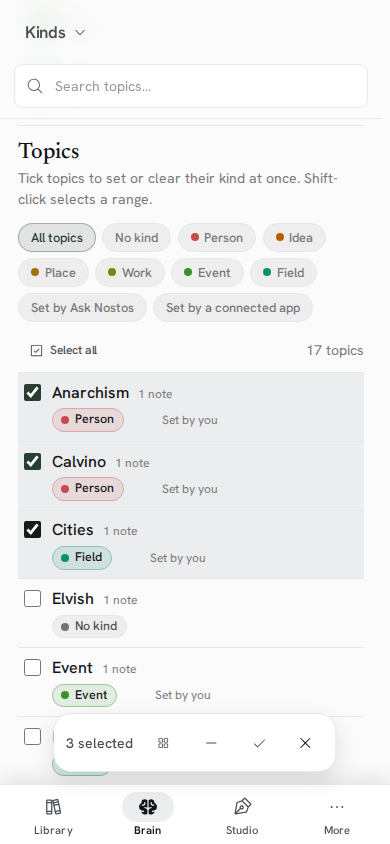 Kinds
Search topics...
Topics
Tick topics to set or clear their kind at once. Shift-
click selects a range.
All topics No kind Person Idea
Place Work Event Field
Set by Ask Nostos Set by a connected app
Select all 17 topics
Anarchism 1 note
Person Set by you
Calvino 1 note
Person Set by you
Cities 1 note
Field Set by you
Elvish 1 note
No kind
Event 1 note
Event Set by you
3 selected
Library Brain Studio More